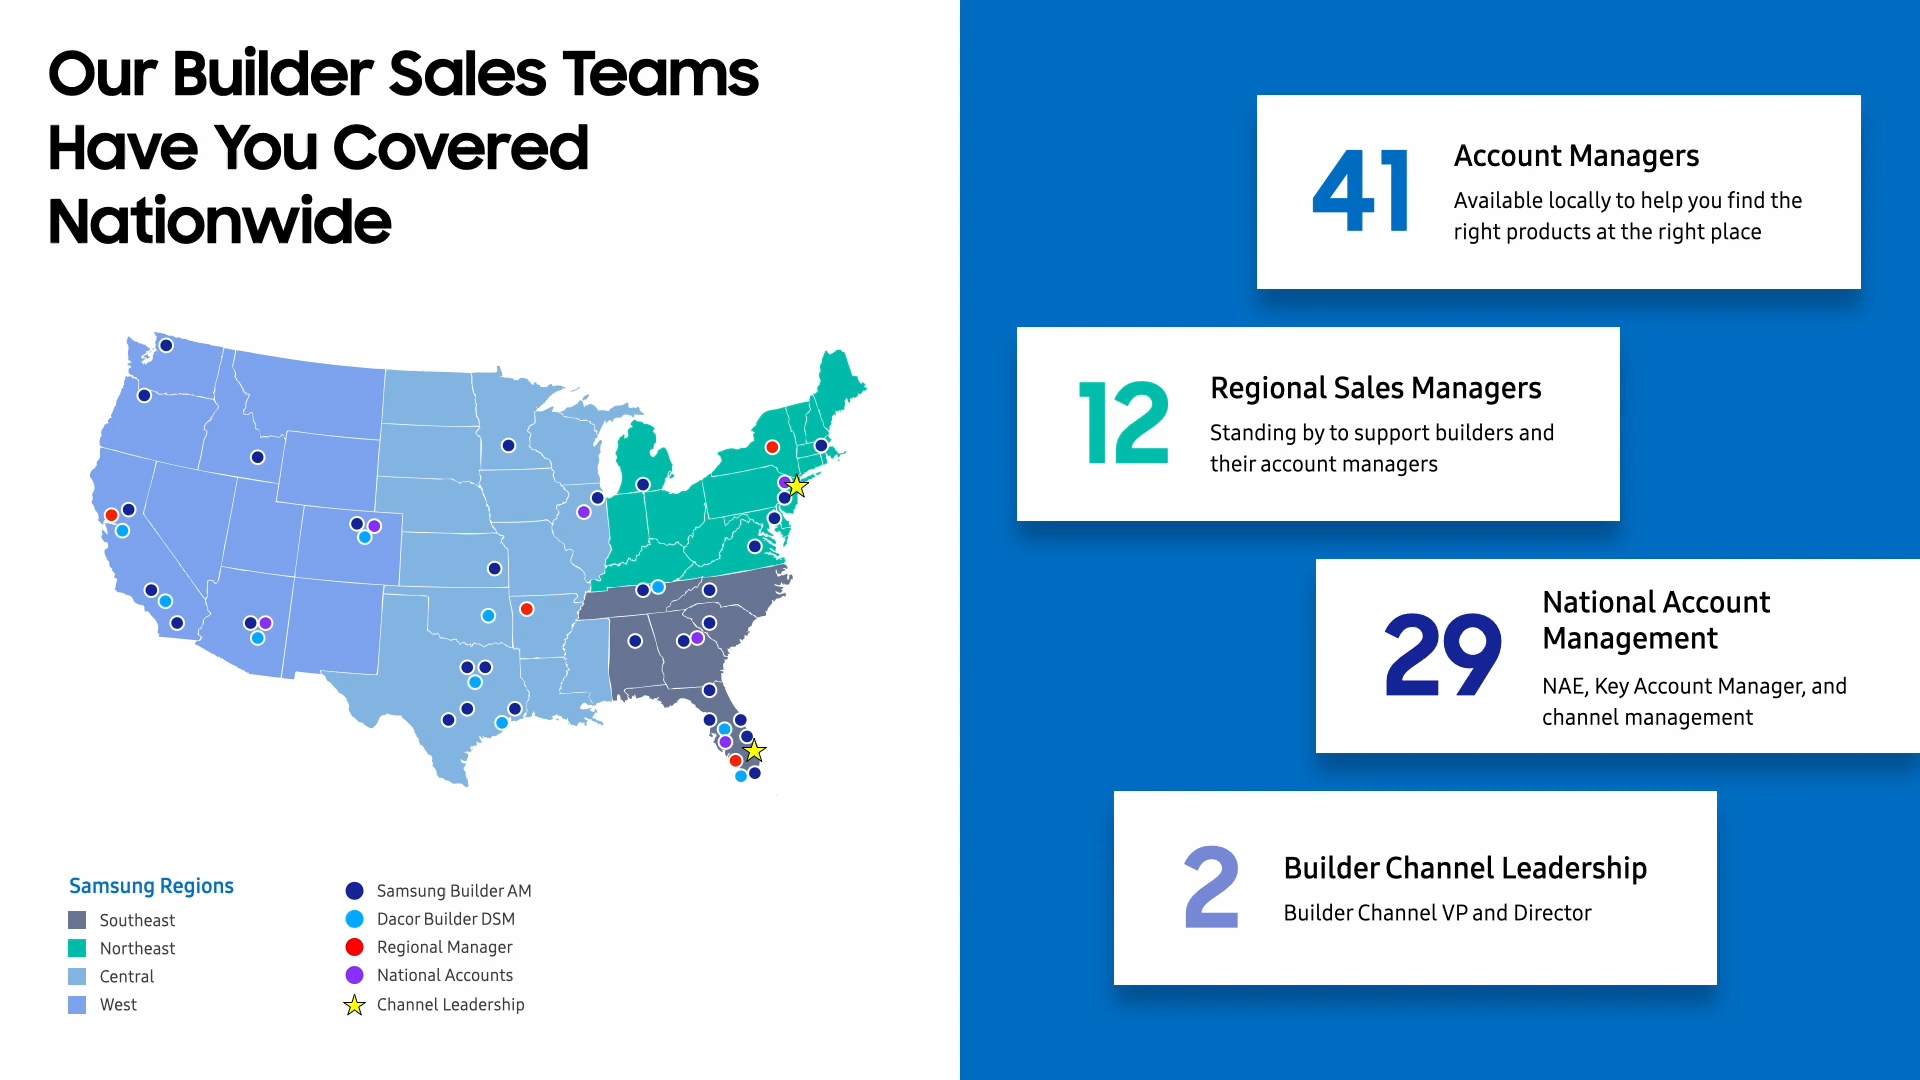 Our Builder Sales Teams
Have You Covered
Nationwide
Samsung Regions
Southeast
Northeast
Central
West
Samsung Builder AM
Dacor Builder DSM
Regional Manager
National Accounts
Channel Leadership
41
Account Managers
Available locally to help you find the
right products at the right place
12
Regional Sales Managers
Standing by to support builders and
their account managers
29
National Account
Management
NAE, Key Account Manager, and
channel management
2
Builder Channel Leadership
Builder Channel VP and Director